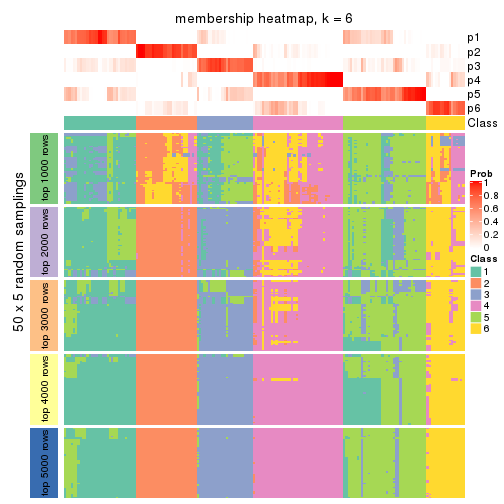 membership heatmap, k = 6
p1
p2
p3
p4
p5
p6
Class
50 x 5 random samplings
top 1000 rows
top 2000 rows
top 3000 rows
top 4000 rows
top 5000 rows
Prob
1
0.8
0.6
0.4
0.2
0
Class
1
2
3
4
5
6